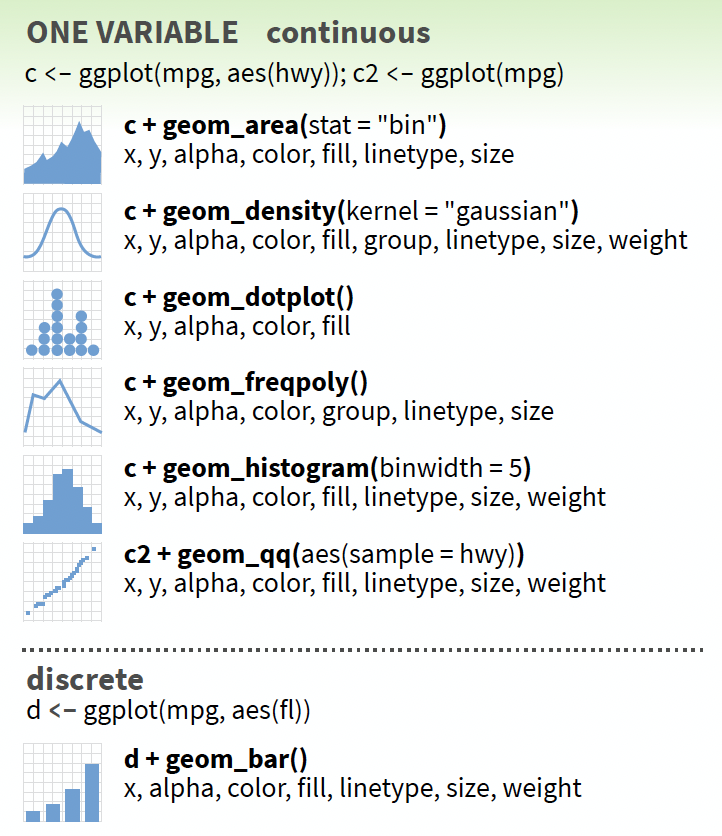 ONE VARIABLE continuous
c <- ggplot(mpg, aes(hwy)); c2 <- ggplot(mpg)
c + geom_area(stat = "bin")
x, y, alpha, color, fill, linetype, size
c + geom_density(kernel = "gaussian")
x, y, alpha, color, fill, group, linetype, size, weight
c + geom_dotplot()
x, y, alpha, color, fill
c + geom_freqpoly()
x, y, alpha, color, group, linetype, size
c + geom_histogram(binwidth = 5)
x, y, alpha, color, fill, linetype, size, weight
c2 + geom_qq(aes(sample = hwy))
x, y, alpha, color, fill, linetype, size, weight
discrete
d <- ggplot(mpg, aes(fl))
d + geom_bar()
x, alpha, color, fill, linetype, size, weight